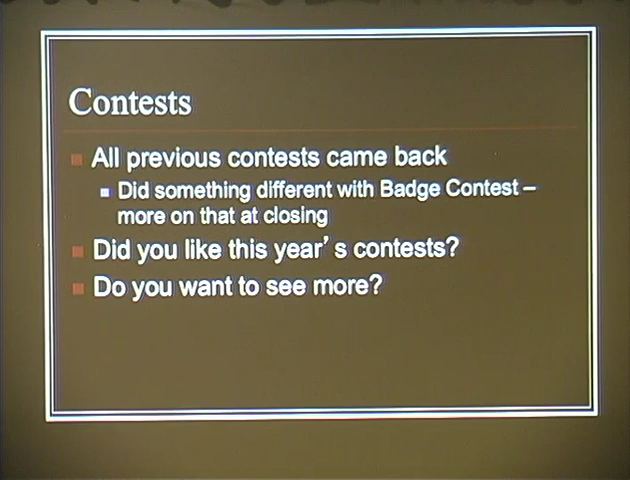 Contests
All previous contests came back
Did something different with Badge Contest –
more on that at closing
Did you like this year's contests?
Do you want to see more?